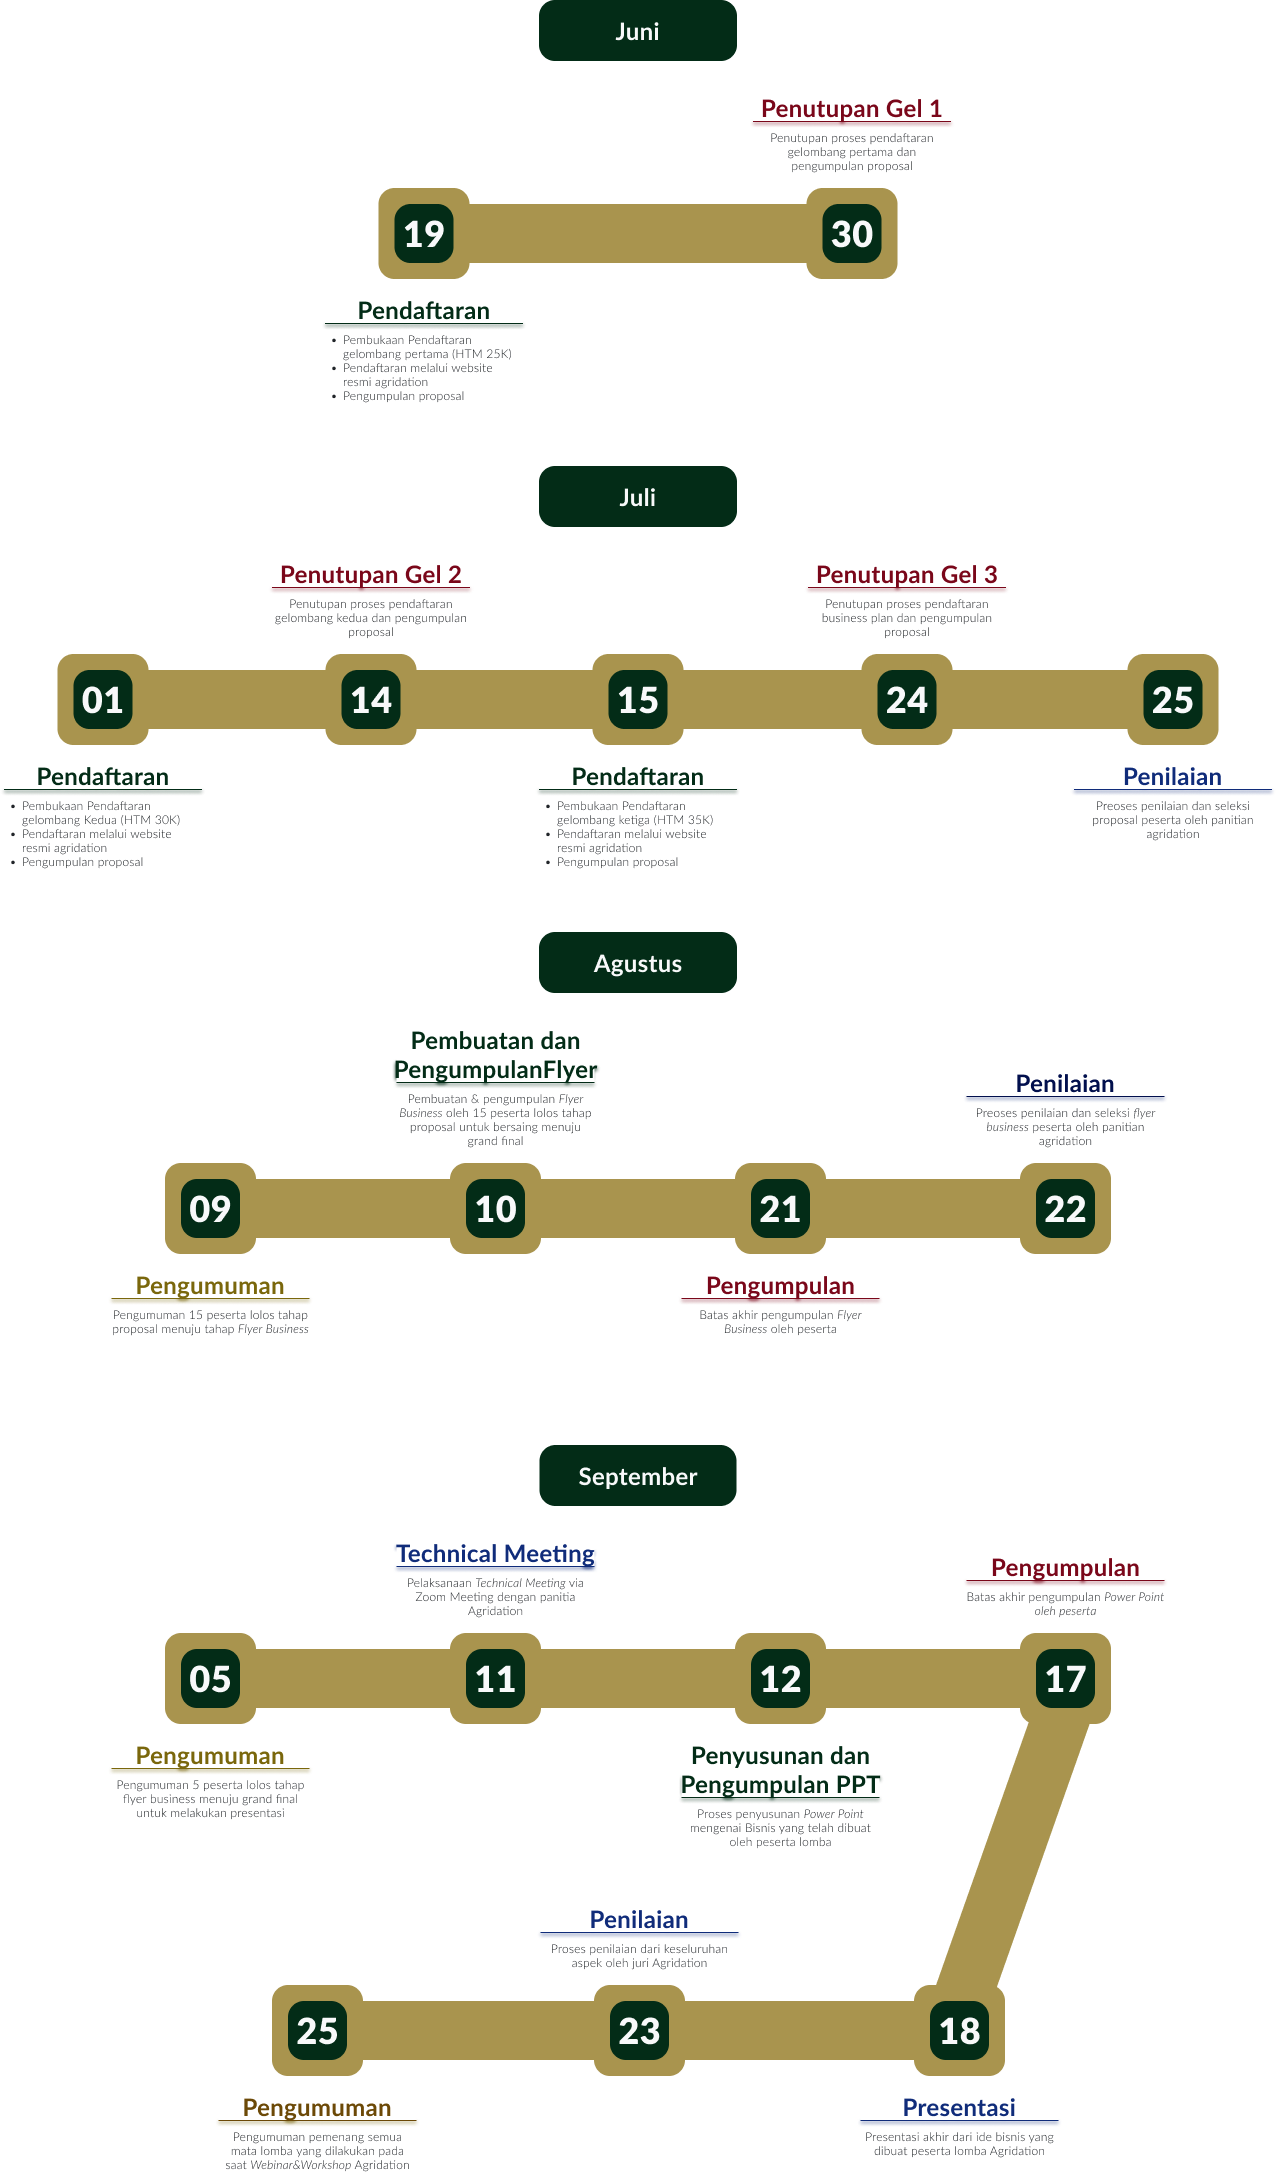 Juni
Penutupan Gel 1
Penutupan proses pendaftaran
gelombang pertama dan
pengumpulan proposal
19
30
Pendaftaran
• Pembukaan Pendaftaran
gelombang pertama (HTM 25K)
• Pendaftaran melalui website
resmi agridation
• Pengumpulan proposal
Juli
Penutupan Gel 2
Penutupan proses pendaftaran
gelombang kedua dan pengumpulan
proposal
Penutupan Gel 3
Penutupan proses pendaftaran
business plan dan pengumpulan
proposal
01
14
15
24
25
Pendaftaran
• Pembukaan Pendaftaran
gelombang Kedua (HTM 30K)
• Pendaftaran melalui website
resmi agridation
• Pengumpulan proposal
Pendaftaran
• Pembukaan Pendaftaran
gelombang ketiga (HTM 35K)
• Pendaftaran melalui website
resmi agridation
• Pengumpulan proposal
Penilaian
Preoses penilaian dan seleksi
proposal peserta oleh panitian
agridation
Agustus
Pembuatan dan
PengumpulanFlyer
Pembuatan & pengumpulan Flyer
Business oleh 15 peserta lolos tahap
proposal untuk bersaing menuju
grand final
Penilaian
Preoses penilaian dan seleksi flyer
business peserta oleh panitian
agridation
09
10
21
22
Pengumuman
Pengumuman 15 peserta lolos tahap
proposal menuju tahap Flyer Business
Pengumpulan
Batas akhir pengumpulan Flyer
Business oleh peserta
September
Technical Meeting
Pelaksanaan Technical Meeting via
Zoom Meeting dengan panitia
Agridation
Pengumpulan
Batas akhir pengumpulan Power Point
oleh peserta
05
11
12
17
Pengumuman
Pengumuman 5 peserta lolos tahap
flyer business menuju grand final
untuk melakukan presentasi
Penyusunan dan
Pengumpulan PPT
Proses penyusunan Power Point
mengenai Bisnis yang telah dibuat
oleh peserta lomba
Penilaian
Proses penilaian dari keseluruhan
aspek oleh juri Agridation
25
23
18
Pengumuman
Pengumuman pemenang semua
mata lomba yang dilakukan pada
saat Webinar&Workshop Agridation
Presentasi
Presentasi akhir dari ide bisnis yang
dibuat peserta lomba Agridation